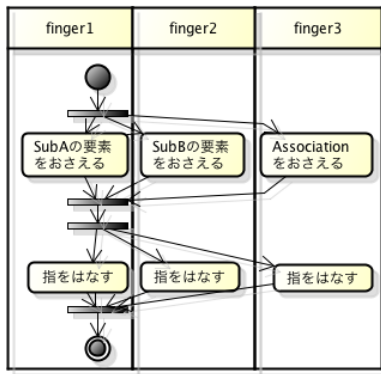 finger1
finger2
finger3
SubAの要素
をおさえる
SubBの要素
をおさえる
Association
をおさえる
指をはなす
指をはなす
指をはなす